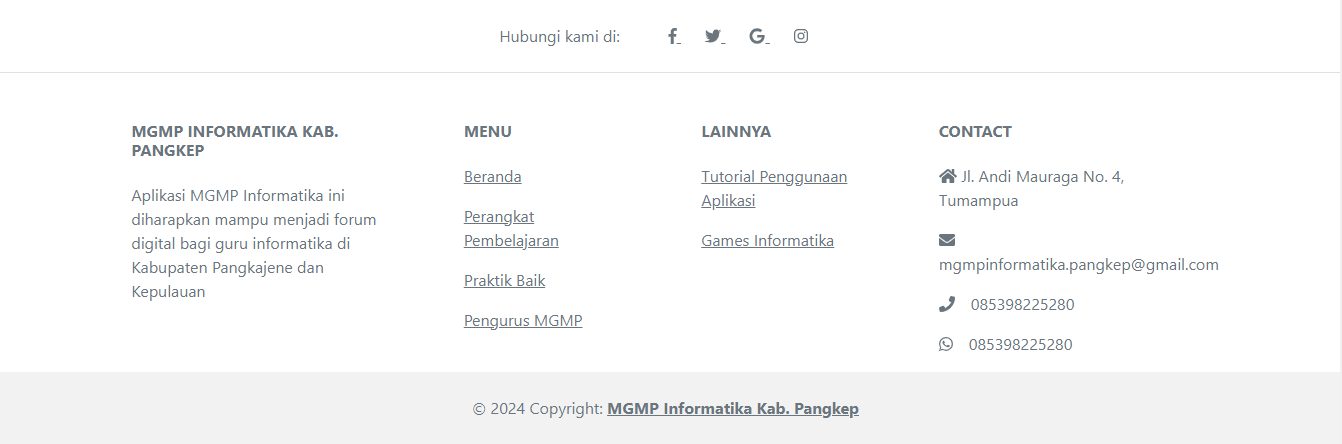 Hubungi kami di:
MGMP INFORMATIKA KAB.
PANGKEP
Aplikasi MGMP Informatika ini
diharapkan mampu menjadi forum
digital bagi guru informatika di
Kabupaten Pangkajene dan
Kepulauan
MENU
Beranda
Perangkat
Pembelajaran
Praktik Baik
Pengurus MGMP
LAINNYA
Tutorial Penggunaan
Aplikasi
Games Informatika
CONTACT
Jl. Andi Mauraga No. 4,
Tumampua
mgmpinformatika.pangkep@gmail.com
085398225280
085398225280
© 2024 Copyright: MGMP Informatika Kab. Pangkep